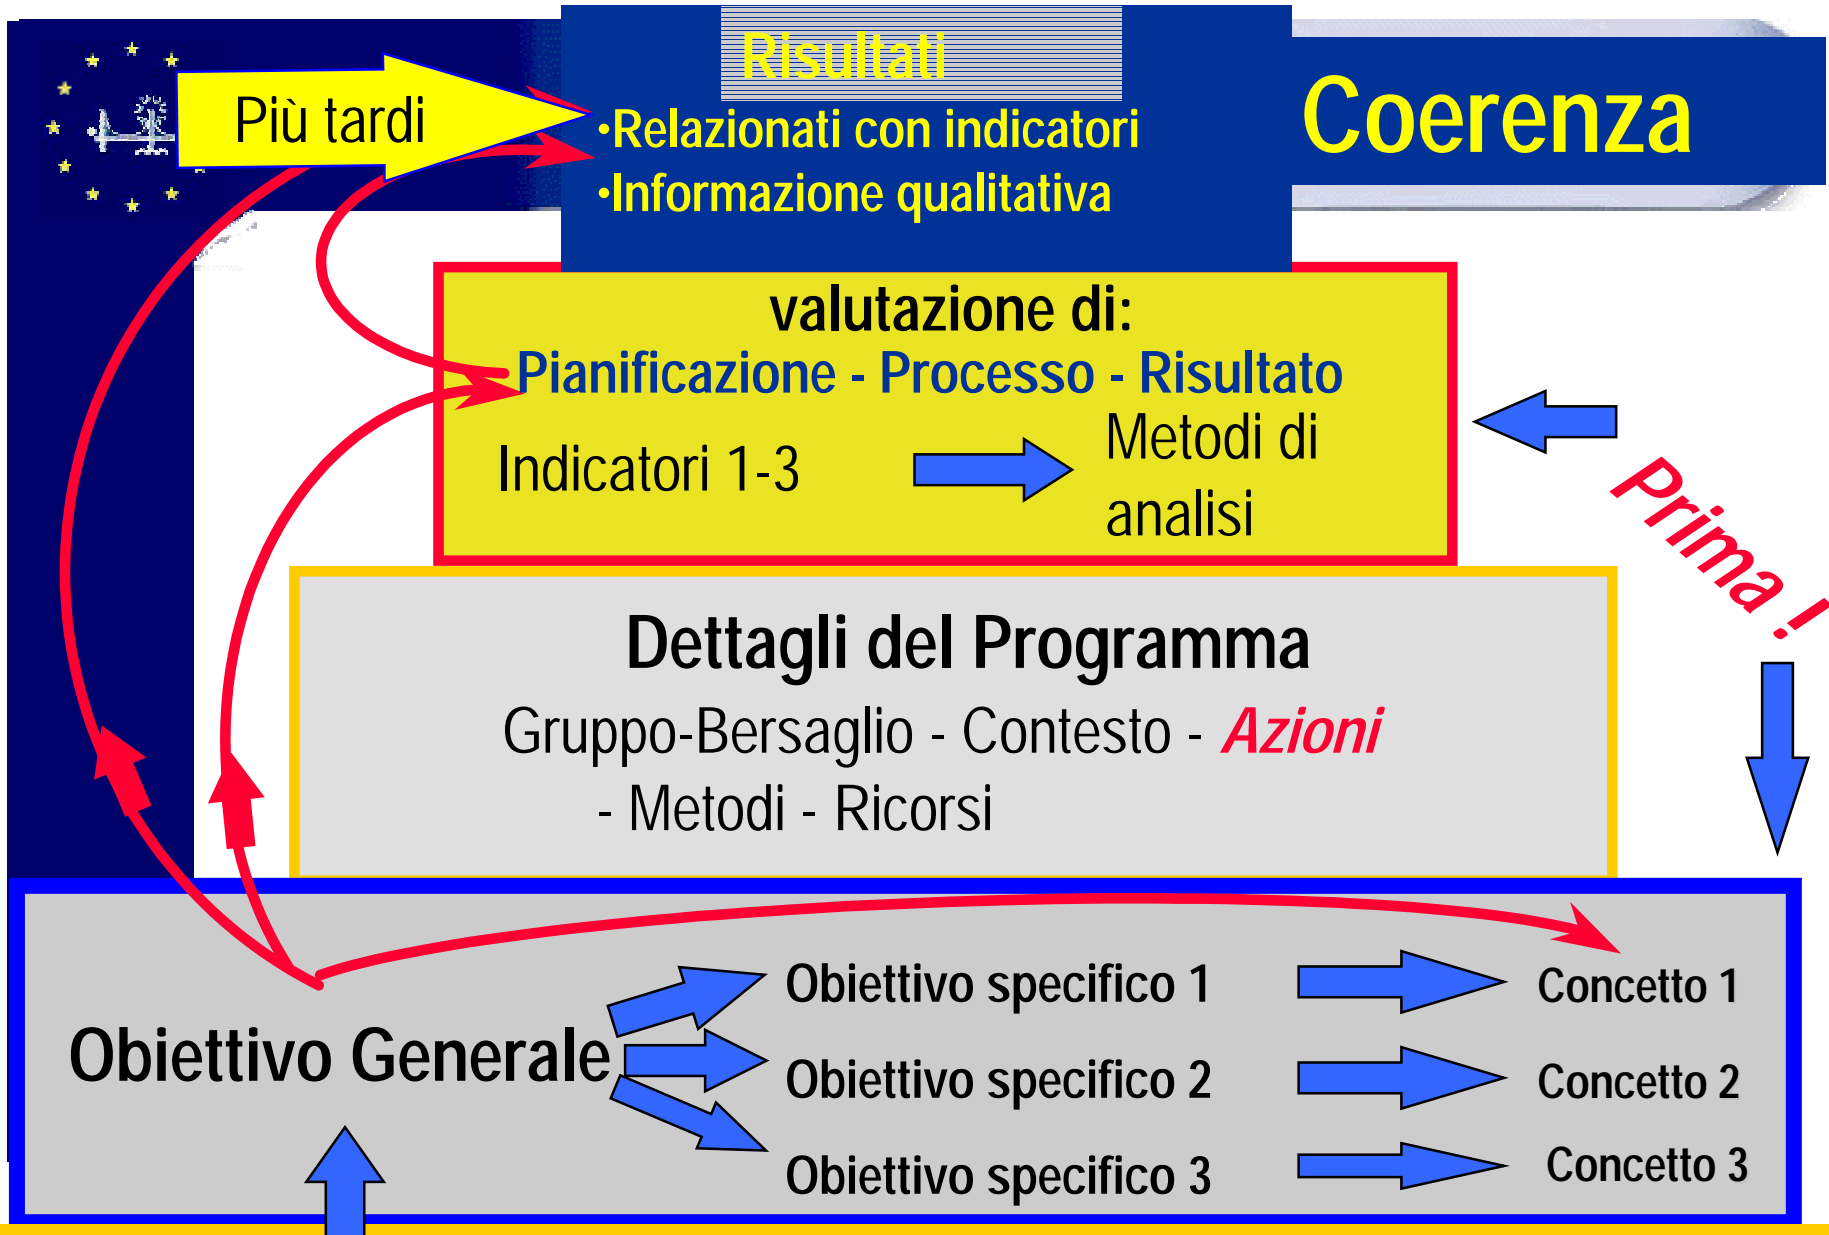 Risultati
Coerenza
Più tardi
•Relazionati con indicatori
•Informazione qualitativa
valutazione di:
Pianificazione - Processo - Risultato
Indicatori 1-3
Metodi di
analisi
Prima !
Dettagli del Programma
Gruppo-Bersaglio - Contesto - Azioni
- Metodi - Ricorsi
Obiettivo Generale
Obiettivo specifico 1
Concetto 1
Obiettivo specifico 2
Concetto 2
Obiettivo specifico 3
Concetto 3